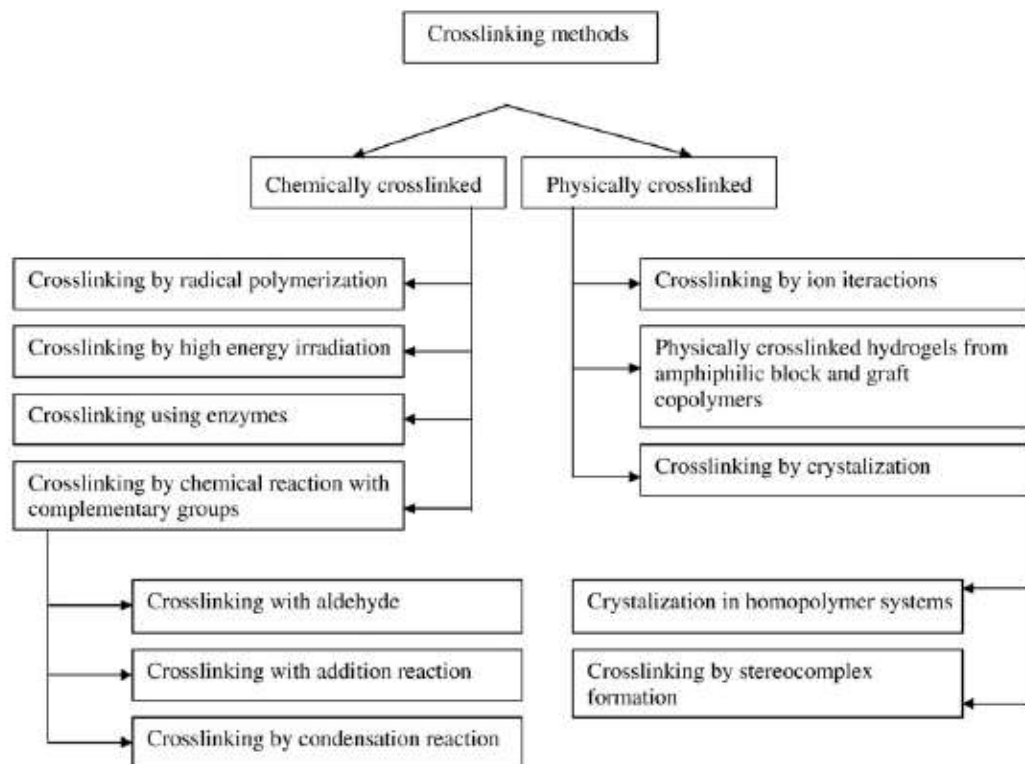 Crosslinking methods
Chemically crosslinked
Physically crosslinked
Crosslinking by radical polymerization
Crosslinking by high energy irradiation
Crosslinking using enzymes
Crosslinking by chemical reaction with
complementary groups
Crosslinking with aldehyde
Crosslinking with addition reaction
Crosslinking by condensation reaction
Crosslinking by ion iteractions
Physically crosslinked hydrogels from
amphiphilic block and graft
copolymers
Crosslinking by crystalization
Crystalization in homopolymer systems
Crosslinking by stereocomplex
formation